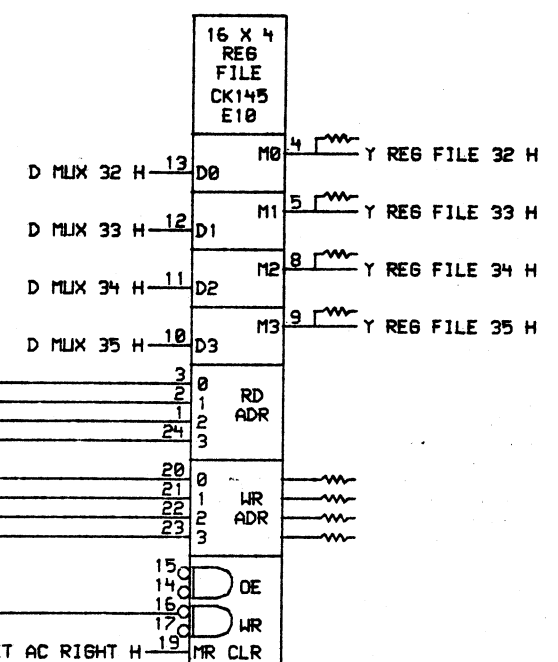 16 X 4
REG
FILE
CK145
E10
D MUX 32 H 13 D0 M0 4 Y REG FILE 32 H
D MUX 33 H 12 D1 M1 5 Y REG FILE 33 H
D MUX 34 H 11 D2 M2 8 Y REG FILE 34 H
D MUX 35 H 10 D3 M3 9 Y REG FILE 35 H
3 0
2 1 RD
1 2 ADR
24 3
20 0
21 1 WR
22 2 ADR
23 3
15
14 OE
16
17 WR
T AC RIGHT H 19 MR CLR